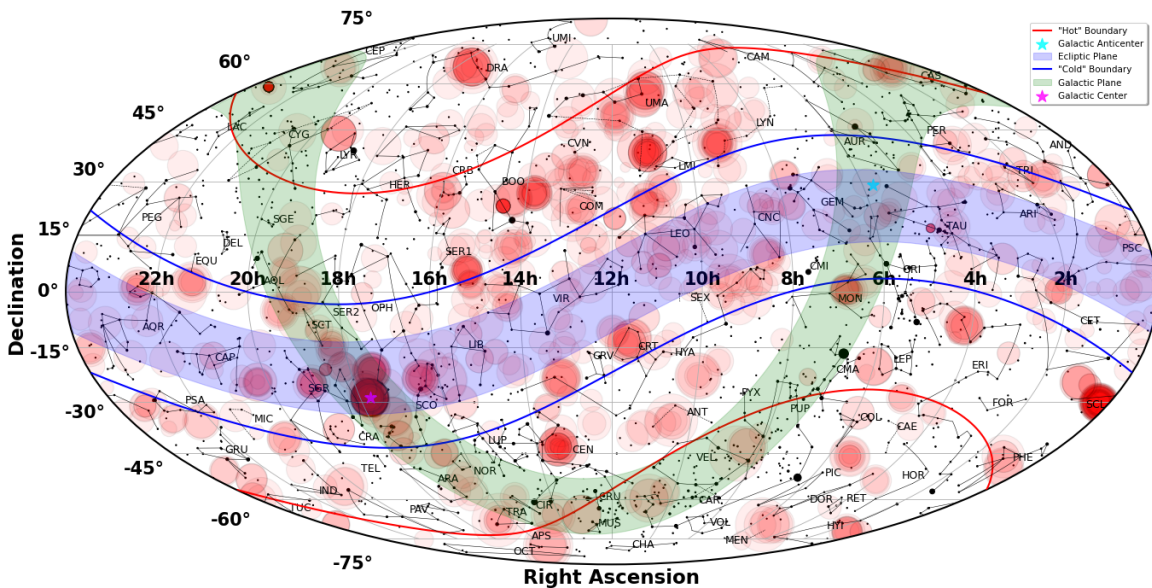 75°
UMI
CEP
60°
DRA
CAM
CAS
"Hot" Boundary
Galactic Anticenter
Ecliptic Plane
"Cold" Boundary
Galactic Plane
Galactic Center
45°
UMA
LAC
CYG
LYN
PER
CVN
AUR
AND
LYR
30°
CRB
LMI
TRI
HER
BOO
GEM
PEG
SGE
COM
CNC
ARI
15°
DEL
LEO
TAU
EQU
SER1
PSC
22h
20h
18h
16h
14h
12h
10h
8h
6h
4h
2h
CMI
ORI
0°
AQL
OPH
SER2
VIR
SEX
MON
AQR
SGT
CET
-15°
CAP
LIB
GRV
CRT
HYA
LEP
CMA
ERI
SGR
-30°
PSA
SCO
PYX
FOR
SCL
MIC
ANT
PUP
COL
CAE
CRA
GRU
LUP
CEN
VEL
PHE
-45°
TEL
NOR
ARA
PIC
HOR
IND
CRU
CAR
DOR
RET
TUC
PAV
CIR
TRA
-60°
MUS
VOL
HYI
APS
OCT
CHA
MEN
-75°
Declination
Right Ascension